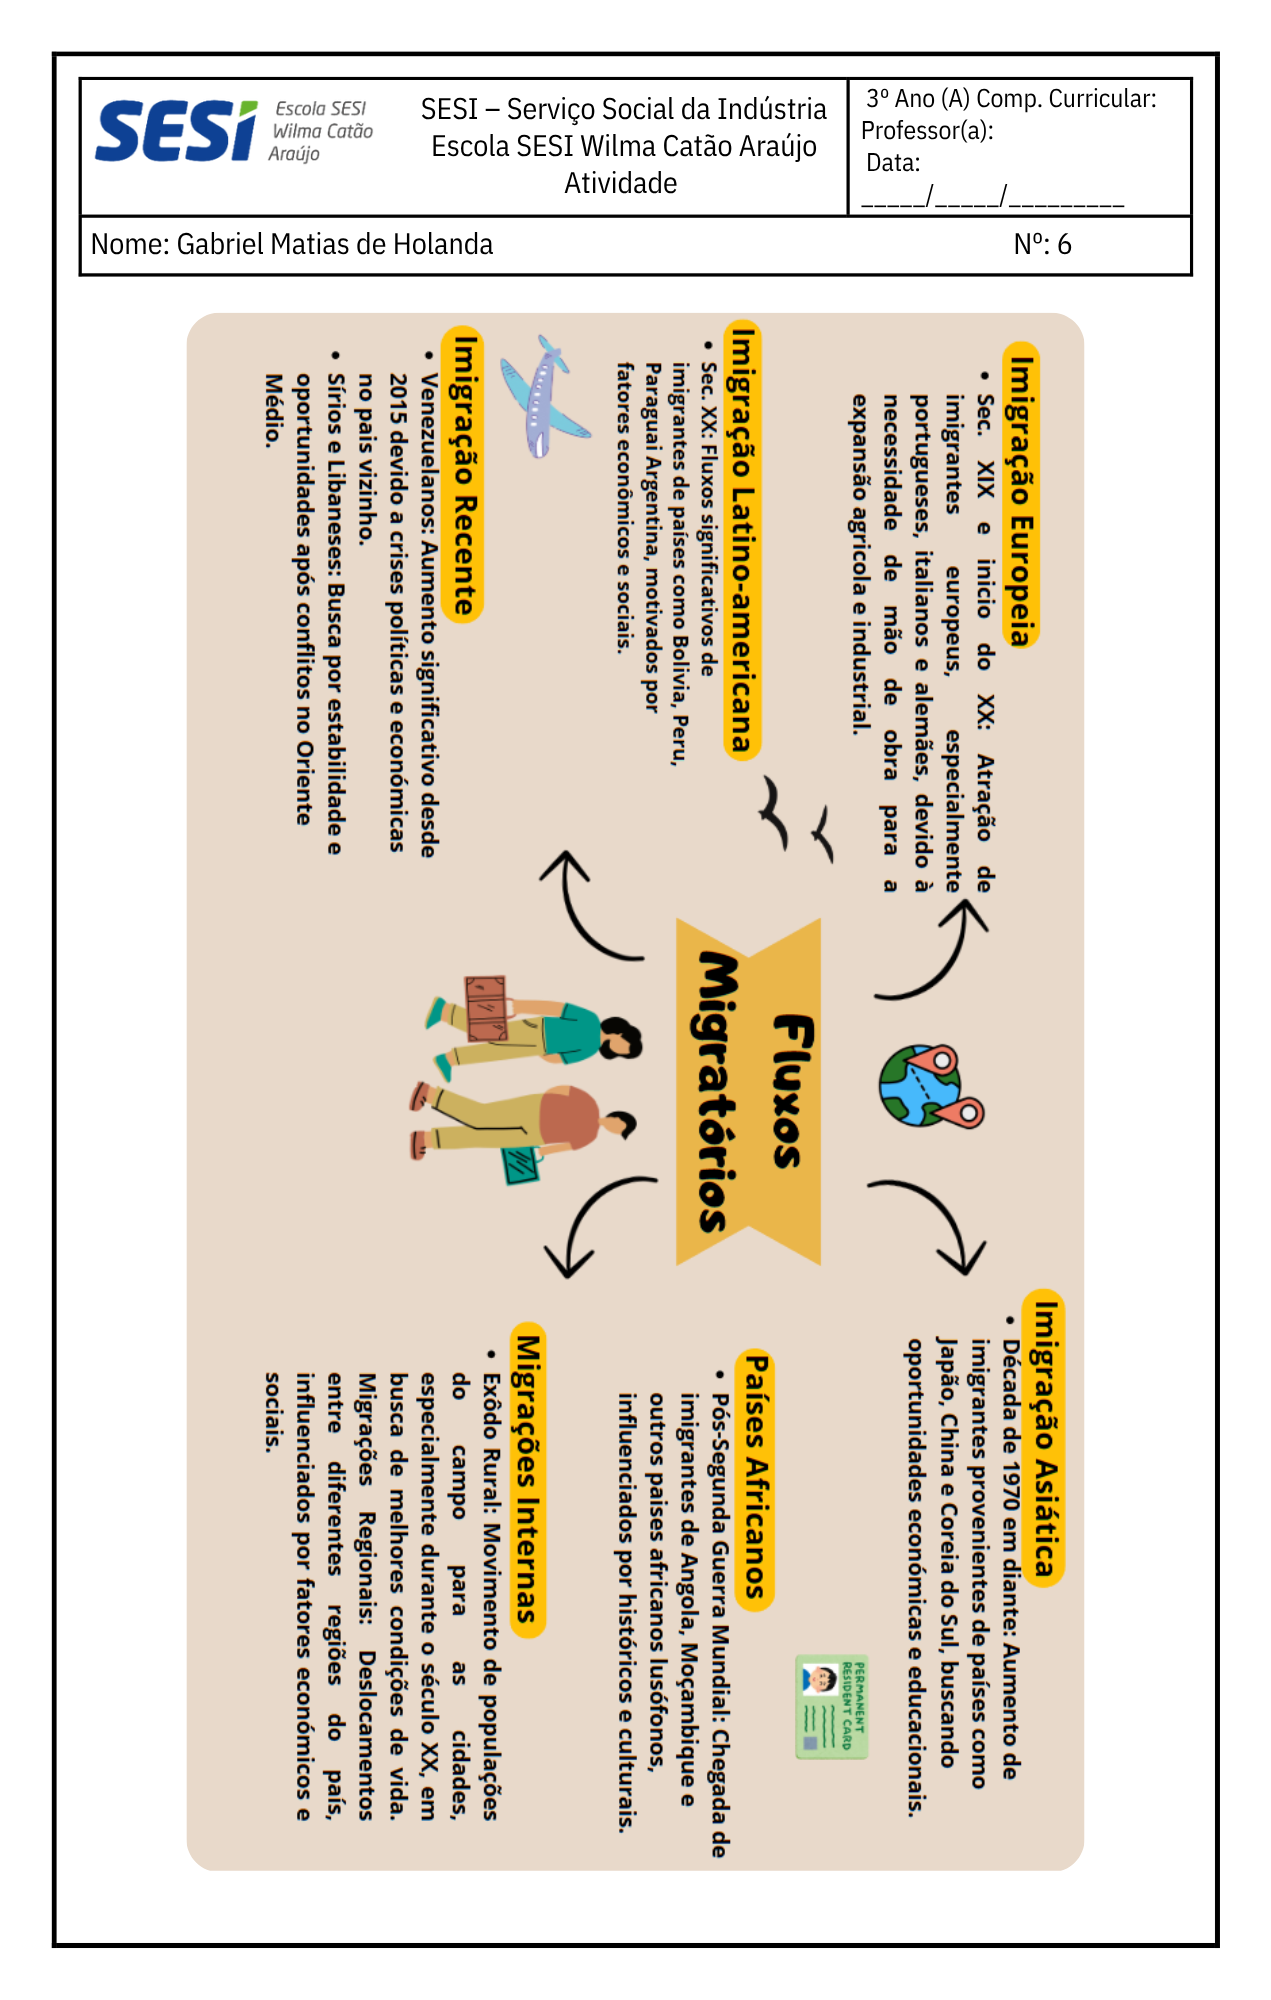 SESI
Escola SESI
Wilma Catão
Araújo
SESI – Serviço Social da Indústria
Escola SESI Wilma Catão Araújo
Atividade
3º Ano (A) Comp. Curricular:
Professor(a):
Data:
_____/_____/_________
Nome: Gabriel Matias de Holanda Nº: 6
Imigração Europeia
• Sec. XIX e inicio do XX: Atração de
imigrantes europeus, especialmente
portugueses, italianos e alemães, devido à
necessidade de mão de obra para a
expansão agricola e industrial.
Imigração Latino-americana
• Sec. XX: Fluxos significativos de
imigrantes de países como Bolivia, Peru,
Paraguai Argentina, motivados por
fatores econômicos e sociais.
Imigração Recente
• Venezuelanos: Aumento significativo desde
2015 devido a crises políticas e económicas
no pais vizinho.
• Sírios e Libaneses: Busca por estabilidade e
oportunidades após conflitos no Oriente
Médio.
Fluxos
Migratórios
Imigração Asiática
• Década de 1970 em diante: Aumento de
imigrantes provenientes de países como
Japão, China e Coreia do Sul, buscando
oportunidades económicas e educacionais.
PERMANENT
RESIDENT CARD
Países Africanos
• Pós-Segunda Guerra Mundial: Chegada de
imigrantes de Angola, Moçambique e
outros paises africanos lusófonos,
influenciados por históricos e culturais.
Migrações Internas
• Exôdo Rural: Movimento de populações
do campo para as cidades,
especialmente durante o século XX, em
busca de melhores condições de vida.
Migrações Regionais: Deslocamentos
entre diferentes regiões do país,
influenciados por fatores económicos e
sociais.